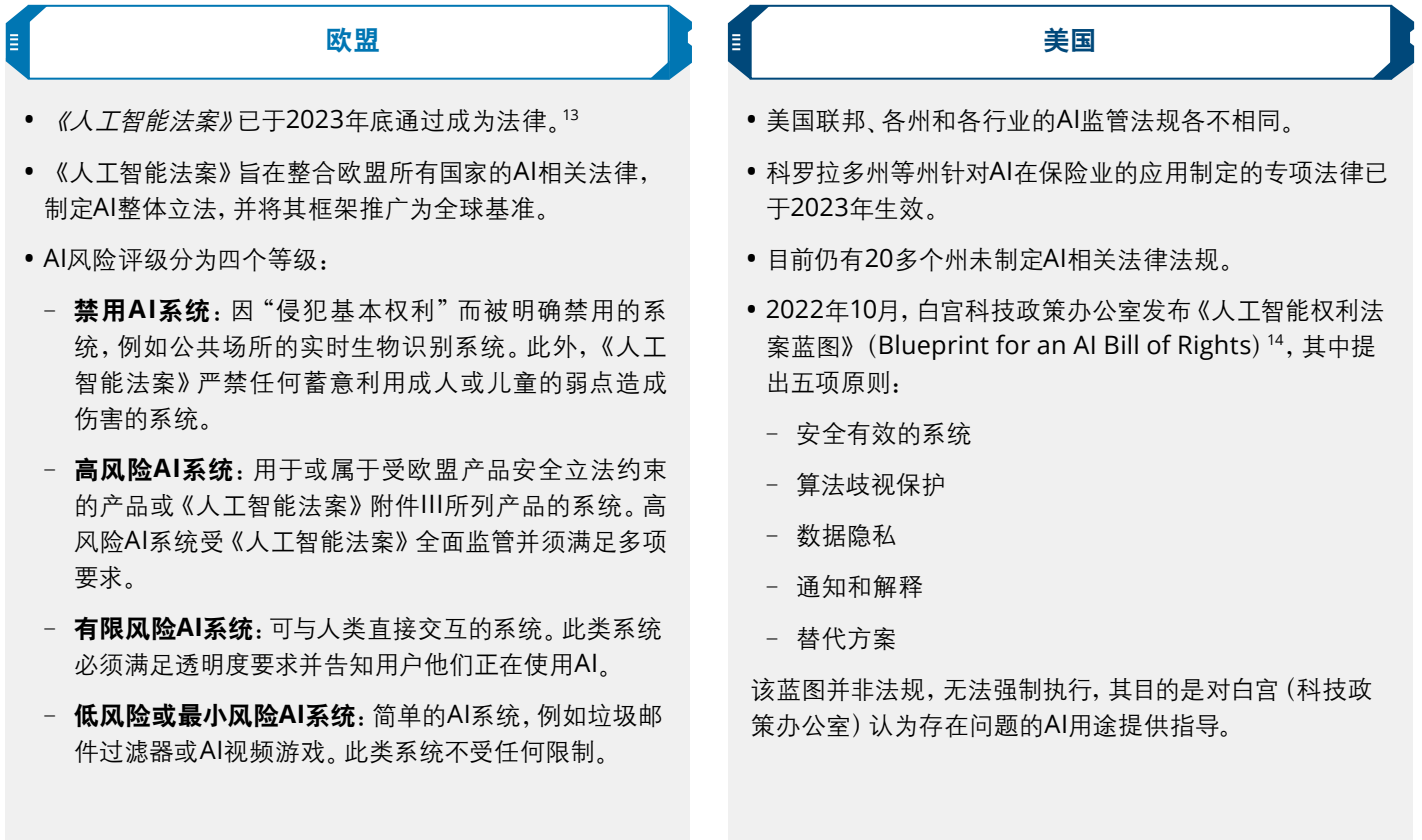 欧盟
• 《人工智能法案》已于2023年底通过成为法律。¹³
• 《人工智能法案》旨在整合欧盟所有国家的AI相关法律，
制定AI整体立法，并将其框架推广为全球基准。
• AI风险评级分为四个等级：
– 禁用AI系统：因“侵犯基本权利”而被明确禁用的系
统，例如公共场所的实时生物识别系统。此外，《人工
智能法案》严禁任何蓄意利用成人或儿童的弱点造成
伤害的系统。
– 高风险AI系统：用于或属于受欧盟产品安全立法约束
的产品或《人工智能法案》附件III所列产品的系统。高
风险AI系统受《人工智能法案》全面监管并须满足多项
要求。
– 有限风险AI系统：可与人类直接交互的系统。此类系统
必须满足透明度要求并告知用户他们正在使用AI。
– 低风险或最小风险AI系统：简单的AI系统，例如垃圾邮
件过滤器或AI视频游戏。此类系统不受任何限制。
美国
• 美国联邦、各州和各行业的AI监管法规各不相同。
• 科罗拉多州等州针对AI在保险业的应用制定的专项法律已
于2023年生效。
• 目前仍有20多个州未制定AI相关法律法规。
• 2022年10月，白宫科技政策办公室发布《人工智能权利法
案蓝图》（Blueprint for an AI Bill of Rights）¹⁴，其中提
出五项原则：
– 安全有效的系统
– 算法歧视保护
– 数据隐私
– 通知和解释
– 替代方案
该蓝图并非法规，无法强制执行，其目的是对白宫（科技政
策办公室）认为存在问题的AI用途提供指导。